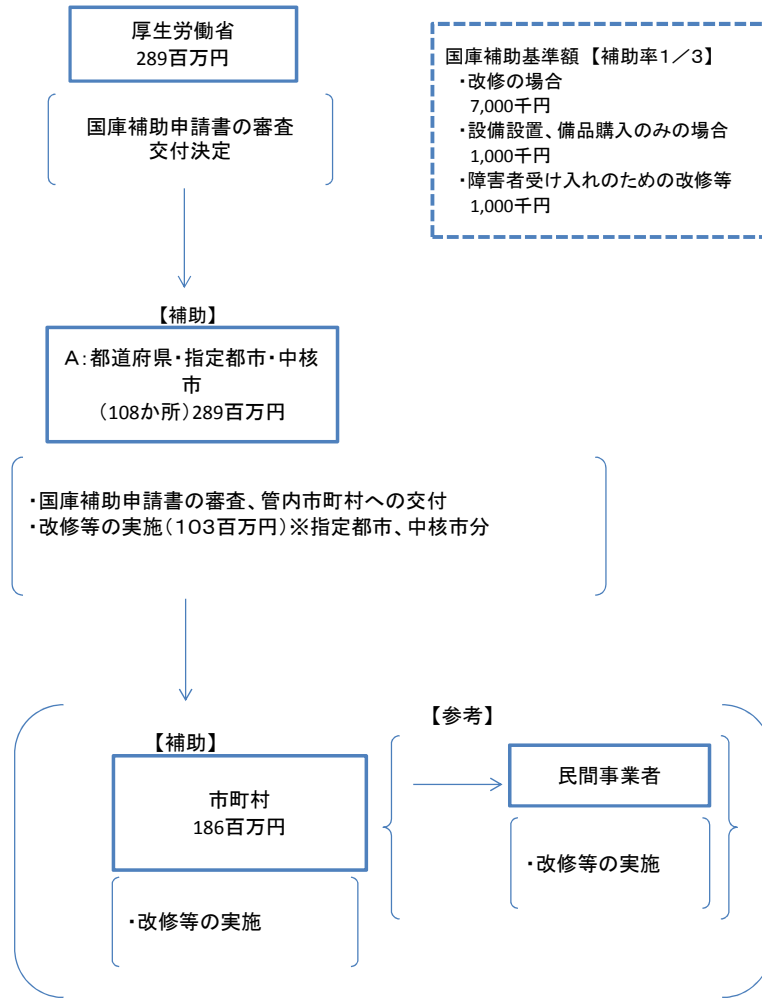 厚生労働省
289百万円
国庫補助申請書の審査
交付決定
国庫補助基準額【補助率1／3】
・改修の場合
7,000千円
・設備設置、備品購入のみの場合
1,000千円
・障害者受け入れのための改修等
1,000千円
【補助】
A：都道府県・指定都市・中核
市
（108か所）289百万円
・国庫補助申請書の審査、管内市町村への交付
・改修等の実施（103百万円）※指定都市、中核市分
【参考】
【補助】
市町村
186百万円
民間事業者
・改修等の実施
・改修等の実施